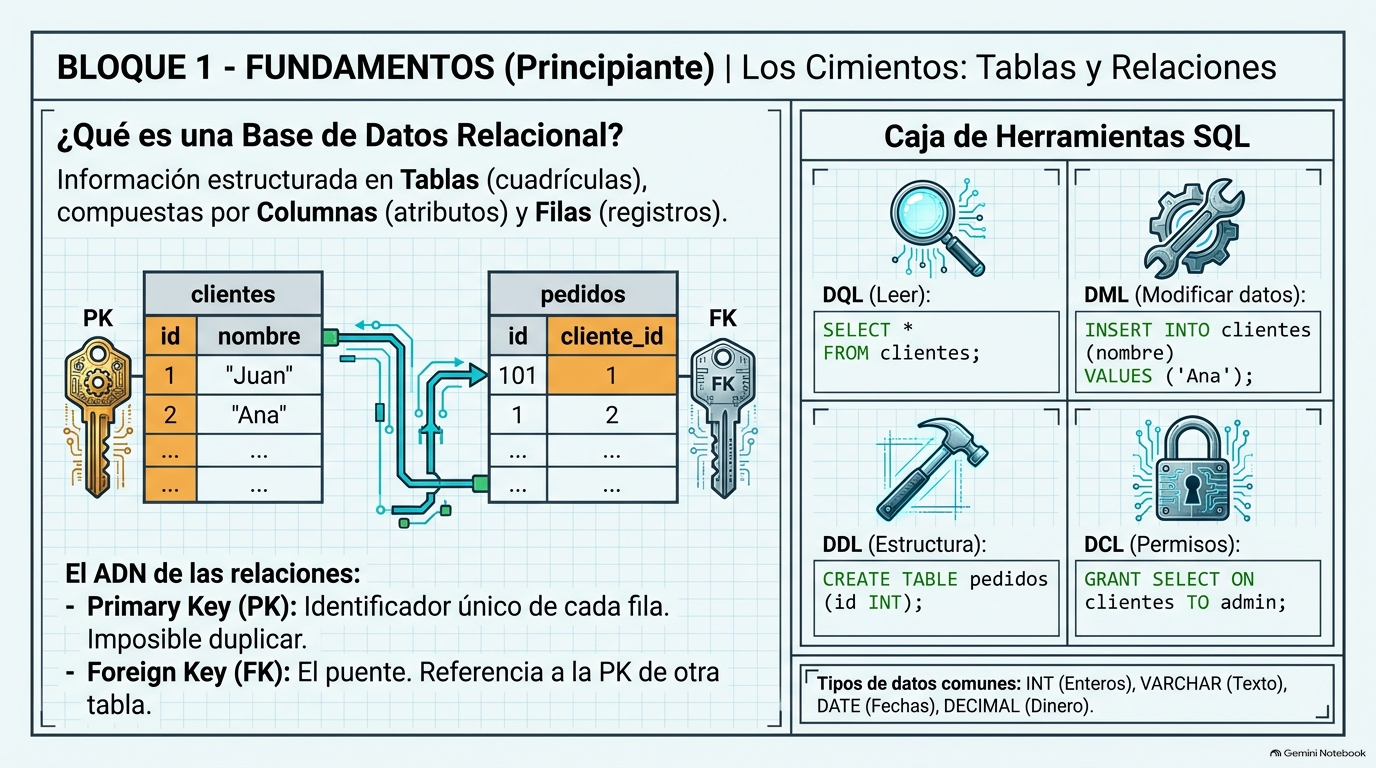 BLOQUE 1 - FUNDAMENTOS (Principiante) | Los Cimientos: Tablas y Relaciones
¿Qué es una Base de Datos Relacional?
Información estructurada en Tablas (cuadrículas),
compuestas por Columnas (atributos) y Filas (registros).
PK
clientes
id nombre
1 "Juan"
2 "Ana"
... ...
... ...
pedidos
id cliente_id
101 1
1 2
... ...
... ...
FK
FK
El ADN de las relaciones:
- Primary Key (PK): Identificador único de cada fila.
Imposible duplicar.
- Foreign Key (FK): El puente. Referencia a la PK de otra
tabla.
Caja de Herramientas SQL
DQL (Leer):
SELECT *
FROM clientes;
DML (Modificar datos):
INSERT INTO clientes
(nombre)
VALUES ('Ana');
DDL (Estructura):
CREATE TABLE pedidos
(id INT);
DCL (Permisos):
GRANT SELECT ON
clientes TO admin;
Tipos de datos comunes: INT (Enteros), VARCHAR (Texto),
DATE (Fechas), DECIMAL (Dinero).
Gemini Notebook